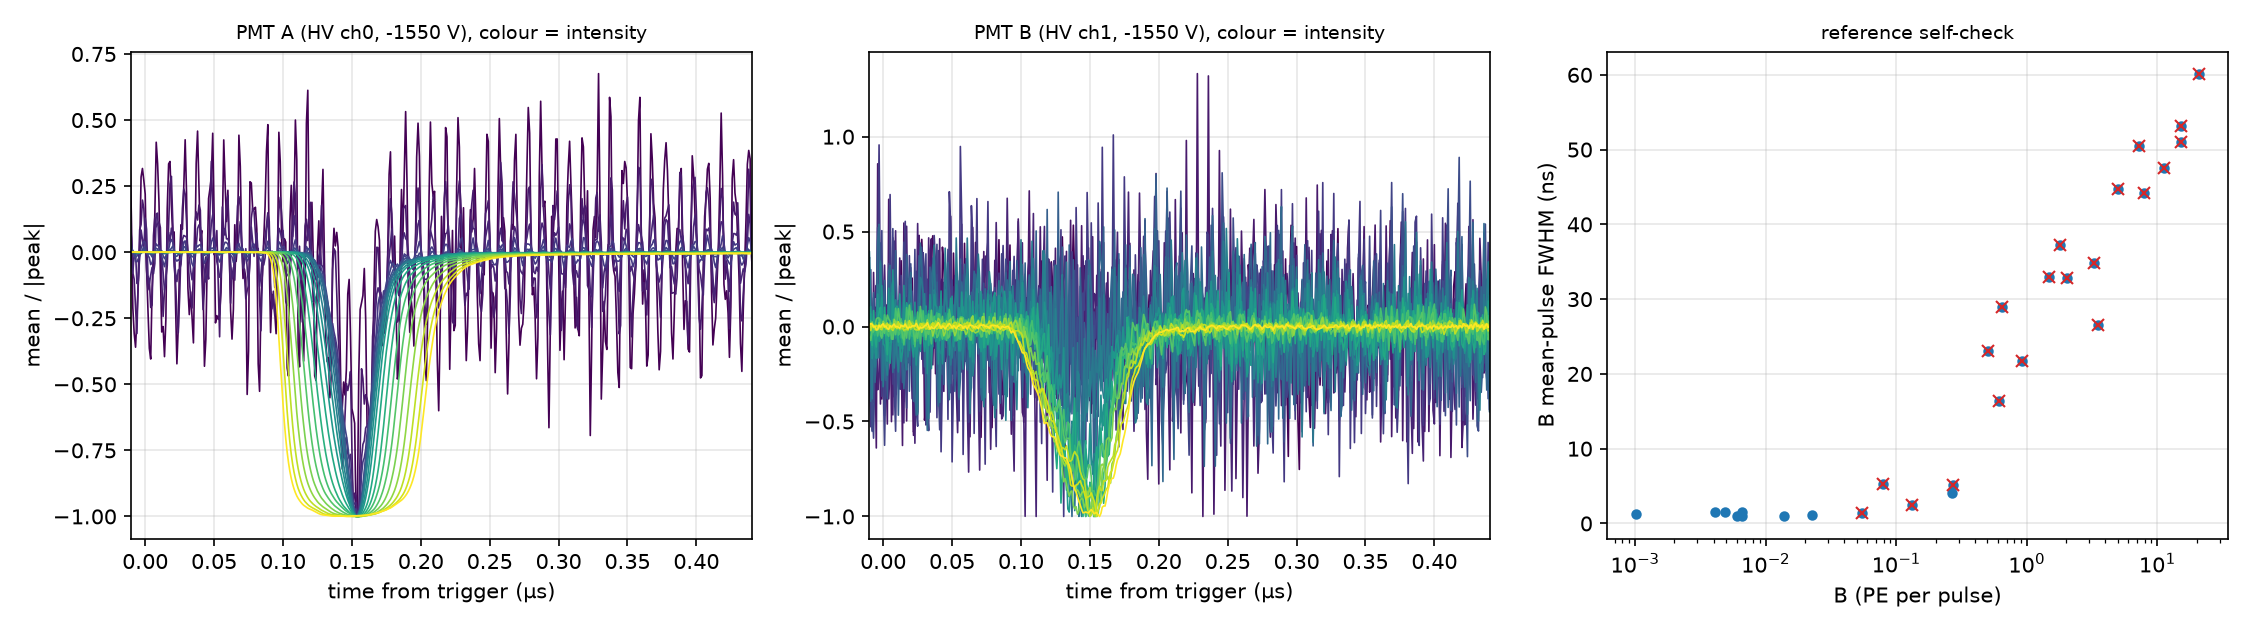 PMT A (HV ch0, -1550 V), colour = intensity
mean / |peak|
0.75
0.50
0.25
0.00
−0.25
−0.50
−0.75
−1.00
0.00 0.05 0.10 0.15 0.20 0.25 0.30 0.35 0.40
time from trigger (µs)
PMT B (HV ch1, -1550 V), colour = intensity
mean / |peak|
1.0
0.5
0.0
−0.5
−1.0
0.00 0.05 0.10 0.15 0.20 0.25 0.30 0.35 0.40
time from trigger (µs)
reference self-check
B mean-pulse FWHM (ns)
60
50
40
30
20
10
0
10⁻³ 10⁻² 10⁻¹ 10⁰ 10¹
B (PE per pulse)